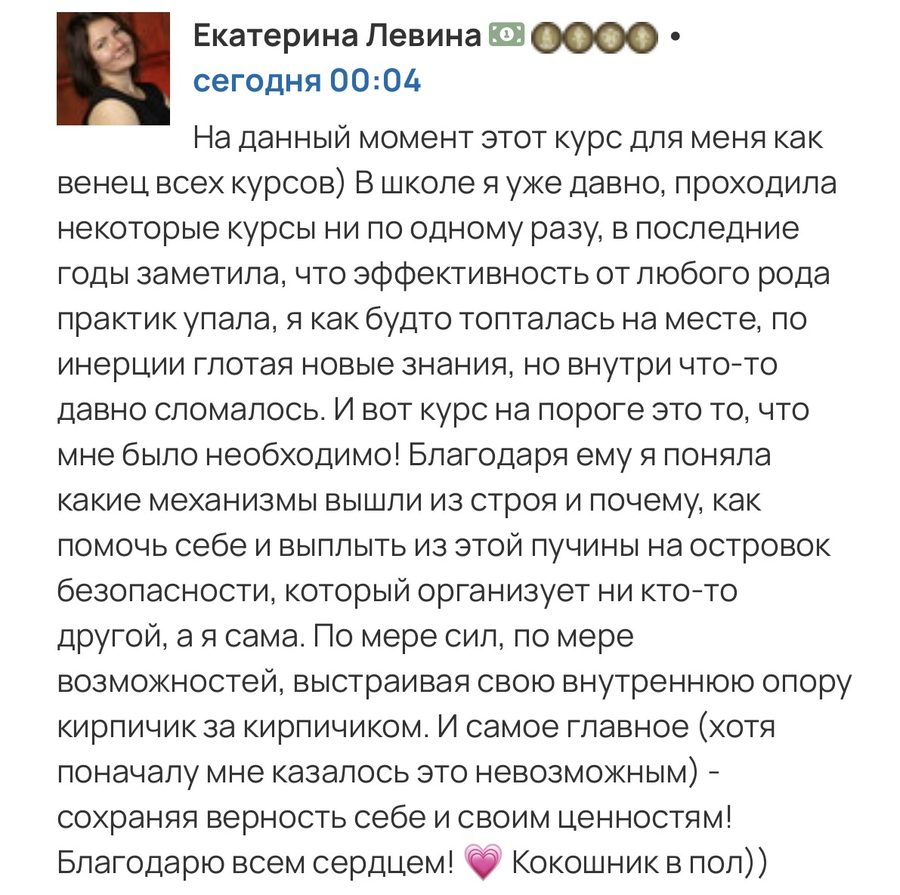 Екатерина Левина 💵 •
сегодня 00:04
На данный момент этот курс для меня как
венец всех курсов) В школе я уже давно, проходила
некоторые курсы ни по одному разу, в последние
годы заметила, что эффективность от любого рода
практик упала, я как будто топталась на месте, по
инерции глотая новые знания, но внутри что-то
давно сломалось. И вот курс на пороге это то, что
мне было необходимо! Благодаря ему я поняла
какие механизмы вышли из строя и почему, как
помочь себе и выплыть из этой пучины на островок
безопасности, который организует ни кто-то
другой, а я сама. По мере сил, по мере
возможностей, выстраивая свою внутреннюю опору
кирпичик за кирпичиком. И самое главное (хотя
поначалу мне казалось это невозможным) -
сохраняя верность себе и своим ценностям!
Благодарю всем сердцем! 💗 Кокошник в пол))